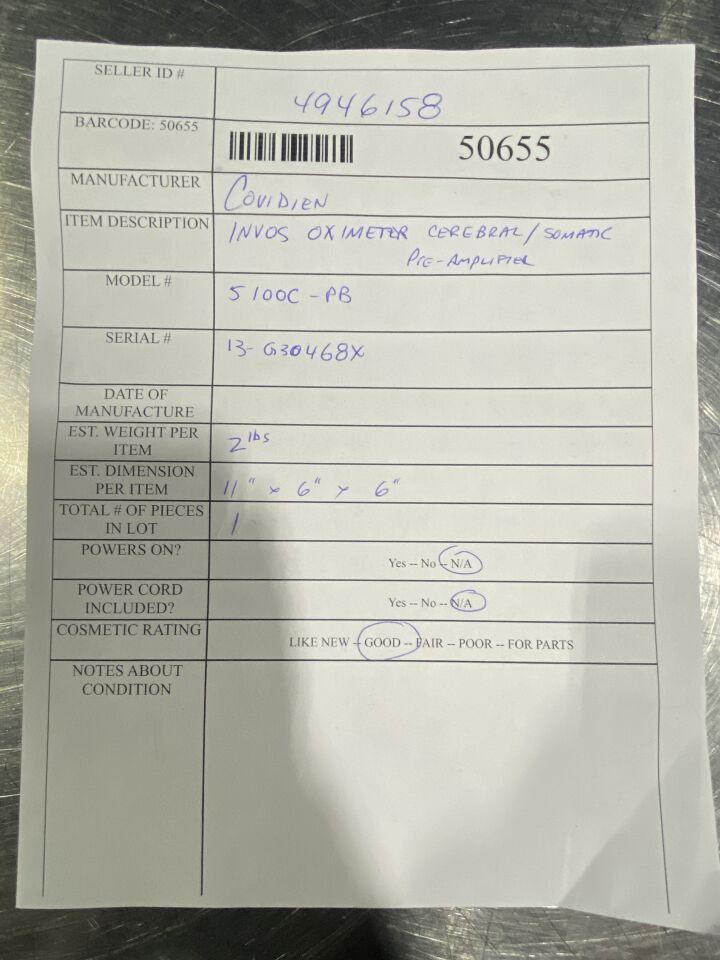 SELLER ID #
4946158
BARCODE: 50655
50655
MANUFACTURER
COVIDIEN
ITEM DESCRIPTION
INVOS OXIMETER CEREBRAL/SOMATIC
PRE-AMPLIFIER
MODEL #
5100C-PB
SERIAL #
13-G30468X
DATE OF
MANUFACTURE
EST. WEIGHT PER
ITEM
2 lbs
EST. DIMENSION
PER ITEM
11" x 6" x 6"
TOTAL # OF PIECES
IN LOT
1
POWERS ON?
Yes -- No -- N/A
POWER CORD
INCLUDED?
Yes -- No -- N/A
COSMETIC RATING
LIKE NEW -- GOOD -- FAIR -- POOR -- FOR PARTS
NOTES ABOUT
CONDITION